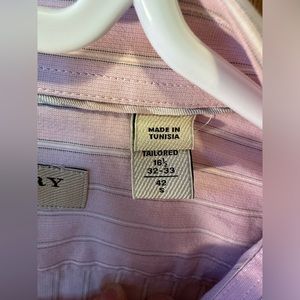 MADE IN
TUNISIA
TAILORED
16½
32-33
42
S
RY